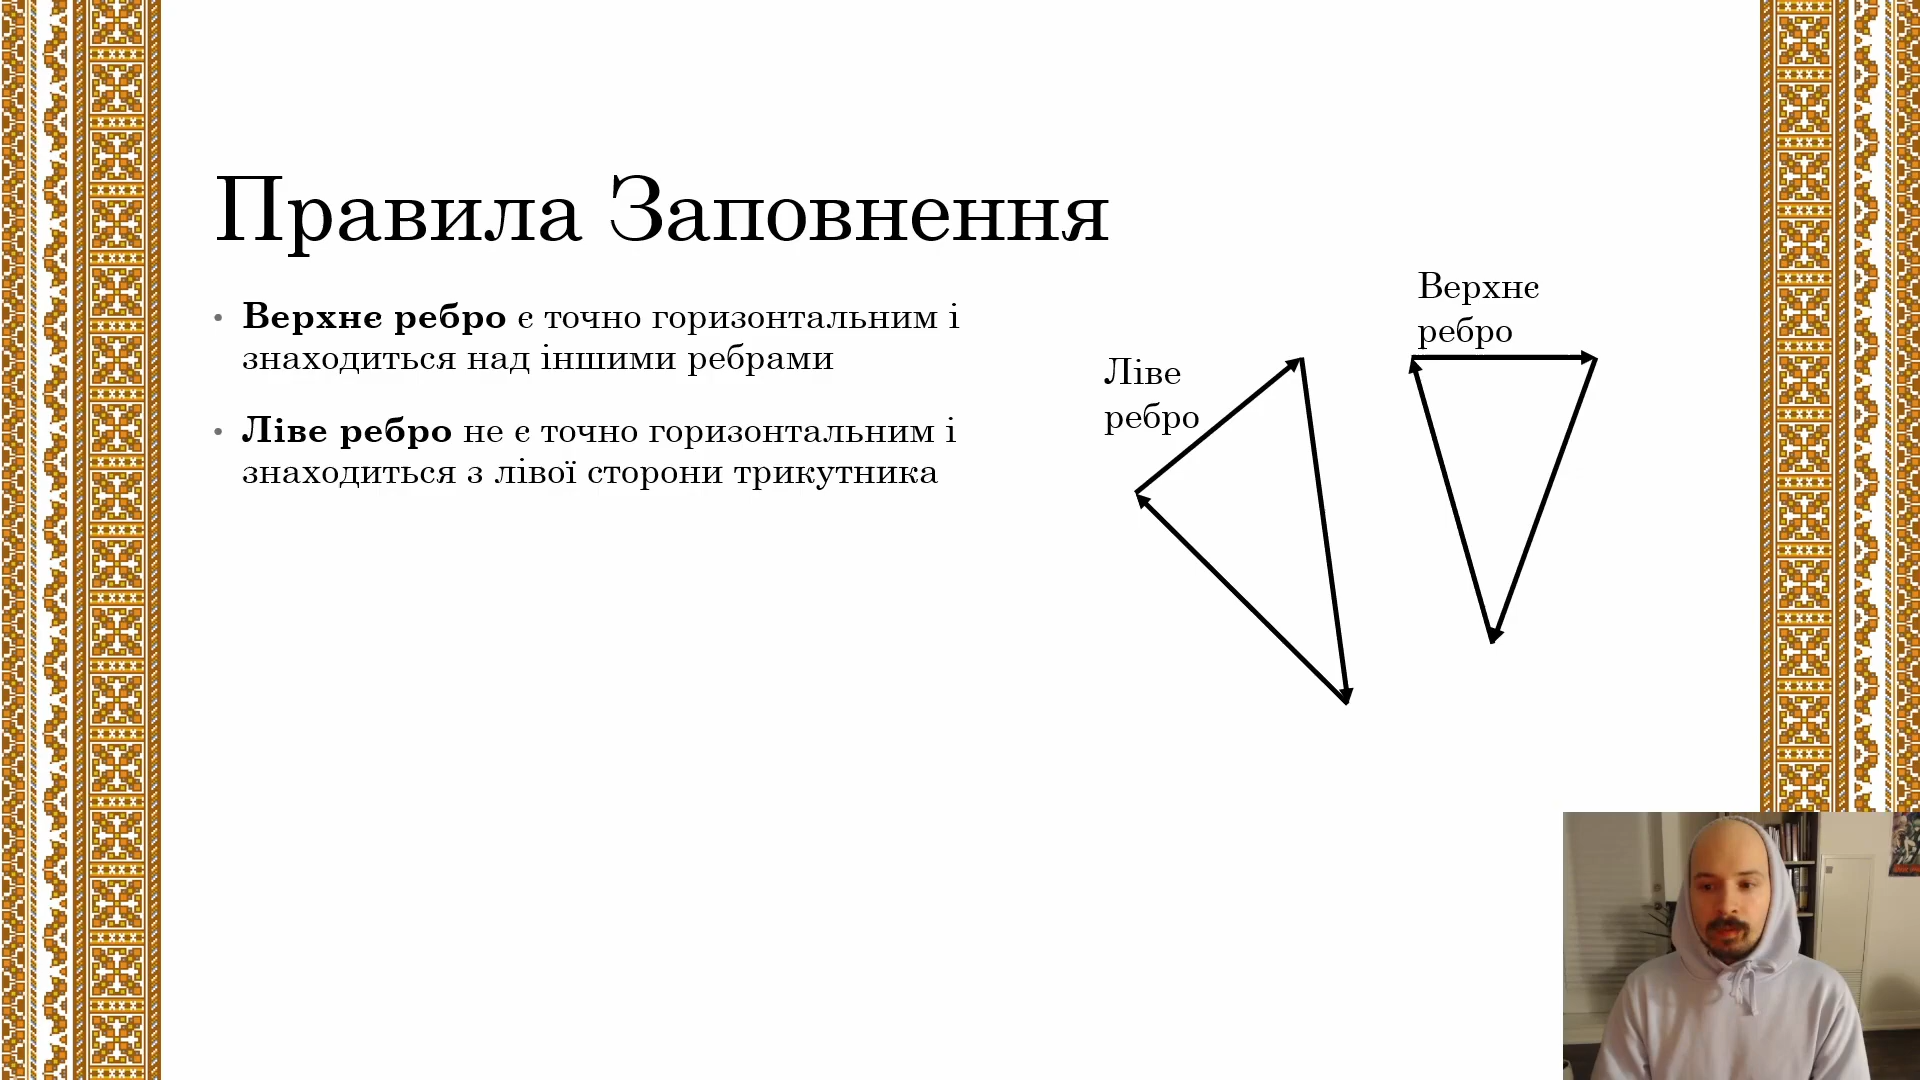 Правила Заповнення
• Верхнє ребро є точно горизонтальним і
знаходиться над іншими ребрами
• Ліве ребро не є точно горизонтальним і
знаходиться з лівої сторони трикутника
Ліве
ребро
Верхнє
ребро